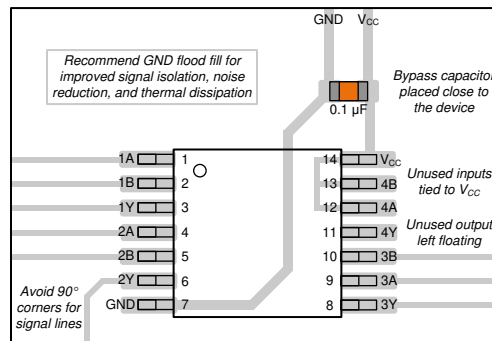 GND VCC
Recommend GND flood fill for
improved signal isolation, noise
reduction, and thermal dissipation
Bypass capacitor
placed close to
the device
0.1 µF
1A 1 14 VCC
1B 2 13 4B
1Y 3 12 4A
2A 4 11 4Y
2B 5 10 3B
2Y 6 9 3A
GND 7 8 3Y
Unused inputs
tied to VCC
Unused output
left floating
Avoid 90°
corners for
signal lines